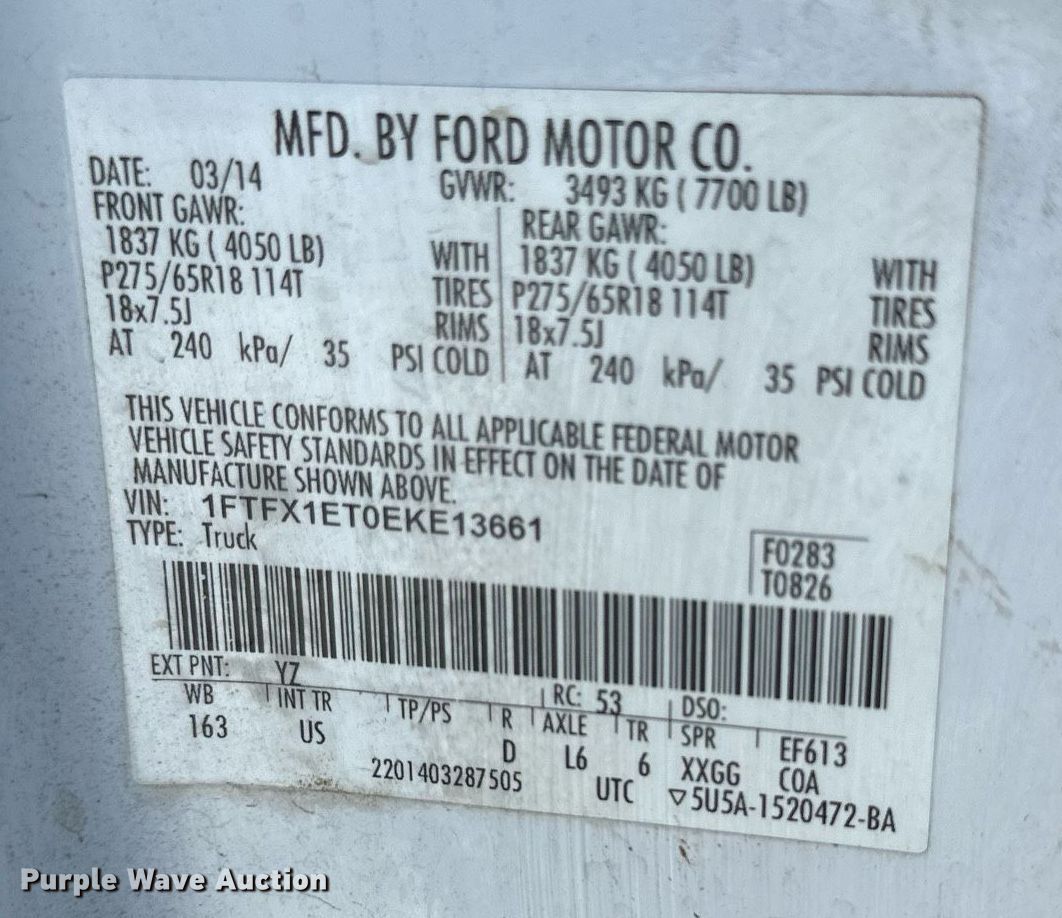 MFD. BY FORD MOTOR CO.
DATE: 03/14 GVWR: 3493 KG ( 7700 LB)
FRONT GAWR: REAR GAWR:
1837 KG ( 4050 LB) WITH 1837 KG ( 4050 LB) WITH
P275/65R18 114T TIRES P275/65R18 114T TIRES
18x7.5J RIMS 18x7.5J RIMS
AT 240 kPa/ 35 PSI COLD AT 240 kPa/ 35 PSI COLD
THIS VEHICLE CONFORMS TO ALL APPLICABLE FEDERAL MOTOR
VEHICLE SAFETY STANDARDS IN EFFECT ON THE DATE OF
MANUFACTURE SHOWN ABOVE.
VIN: 1FTFX1ET0EKE13661
TYPE: Truck
F0283
T0826
EXT PNT: YZ RC: 53 DSO:
WB INT TR TP/PS R AXLE TR SPR EF613
163 US D L6 6 XXGG COA
2201403287505 UTC ▽5U5A-1520472-BA
Purple Wave Auction